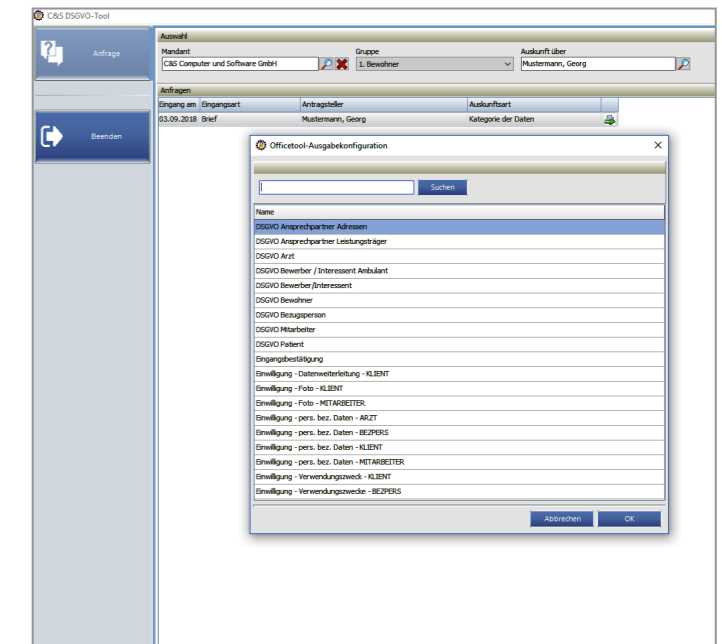 C&S DSGVO-Tool
Anfrage
Beenden
Auswahl
Mandant Gruppe Auskunft über
C&S Computer und Software GmbH 1. Bewohner Mustermann, Georg
Anfragen
Eingang am Eingangsart Antragsteller Auskunftsart
03.09.2018 Brief Mustermann, Georg Kategorie der Daten
Officetool-Ausgabekonfiguration
Suchen
Name
DSGVO Ansprechpartner Adressen
DSGVO Ansprechpartner Leistungsträger
DSGVO Arzt
DSGVO Bewerber / Interessent Ambulant
DSGVO Bewerber/Interessent
DSGVO Bewohner
DSGVO Bezugsperson
DSGVO Mitarbeiter
DSGVO Patient
Eingangsbestätigung
Einwilligung - Datenweiterleitung - KLIENT
Einwilligung - Foto - KLIENT
Einwilligung - Foto - MITARBEITER
Einwilligung - pers. bez. Daten - ARZT
Einwilligung - pers. bez. Daten - BEZPERS
Einwilligung - pers. bez. Daten - KLIENT
Einwilligung - pers. bez. Daten - MITARBEITER
Einwilligung - Verwendungszweck - KLIENT
Einwilligung - Verwendungszwecke - BEZPERS
Abbrechen OK